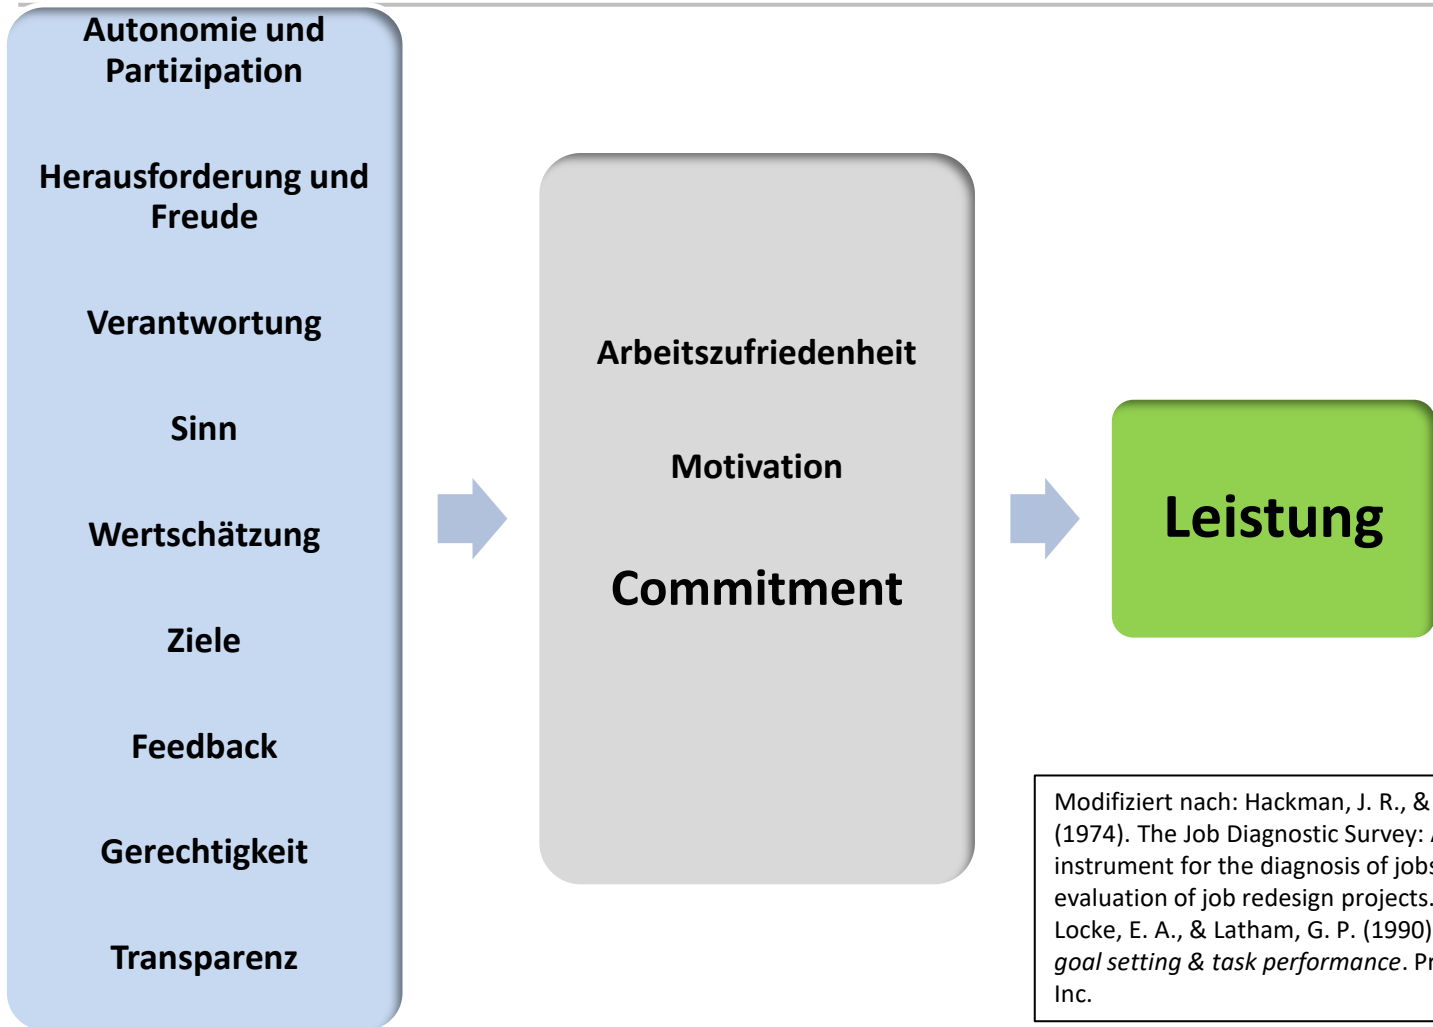 Autonomie und
Partizipation
Herausforderung und
Freude
Verantwortung
Sinn
Wertschätzung
Ziele
Feedback
Gerechtigkeit
Transparenz
Arbeitszufriedenheit
Motivation
Commitment
Leistung
Modifiziert nach: Hackman, J. R., &
(1974). The Job Diagnostic Survey:
instrument for the diagnosis of jobs
evaluation of job redesign projects.
Locke, E. A., & Latham, G. P. (1990)
goal setting & task performance. Pr
Inc.